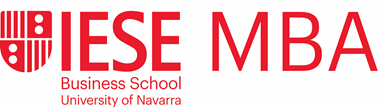 IESE MBA
Business School
University of Navarra